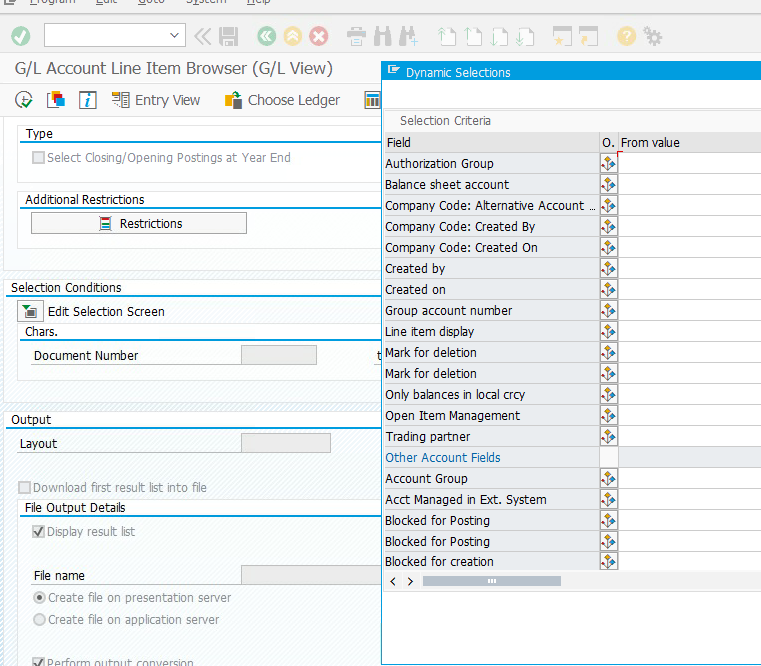 Program Edit Goto System Help
G/L Account Line Item Browser (G/L View)
Entry View
Choose Ledger
Type
Select Closing/Opening Postings at Year End
Additional Restrictions
Restrictions
Selection Conditions
Edit Selection Screen
Chars.
Document Number
t
Output
Layout
Download first result list into file
File Output Details
Display result list
File name
Create file on presentation server
Create file on application server
Perform output conversion
Dynamic Selections
Selection Criteria
Field O. From value
Authorization Group
Balance sheet account
Company Code: Alternative Account ...
Company Code: Created By
Company Code: Created On
Created by
Created on
Group account number
Line item display
Mark for deletion
Mark for deletion
Only balances in local crcy
Open Item Management
Trading partner
Other Account Fields
Account Group
Acct Managed in Ext. System
Blocked for Posting
Blocked for Posting
Blocked for creation